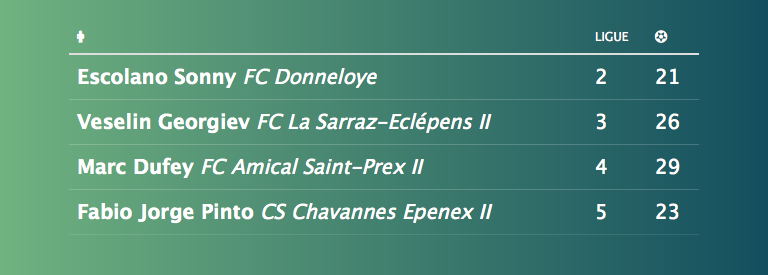 LIGUE
Escolano Sonny FC Donneloye 2 21
Veselin Georgiev FC La Sarraz-Eclépens II 3 26
Marc Dufey FC Amical Saint-Prex II 4 29
Fabio Jorge Pinto CS Chavannes Epenex II 5 23